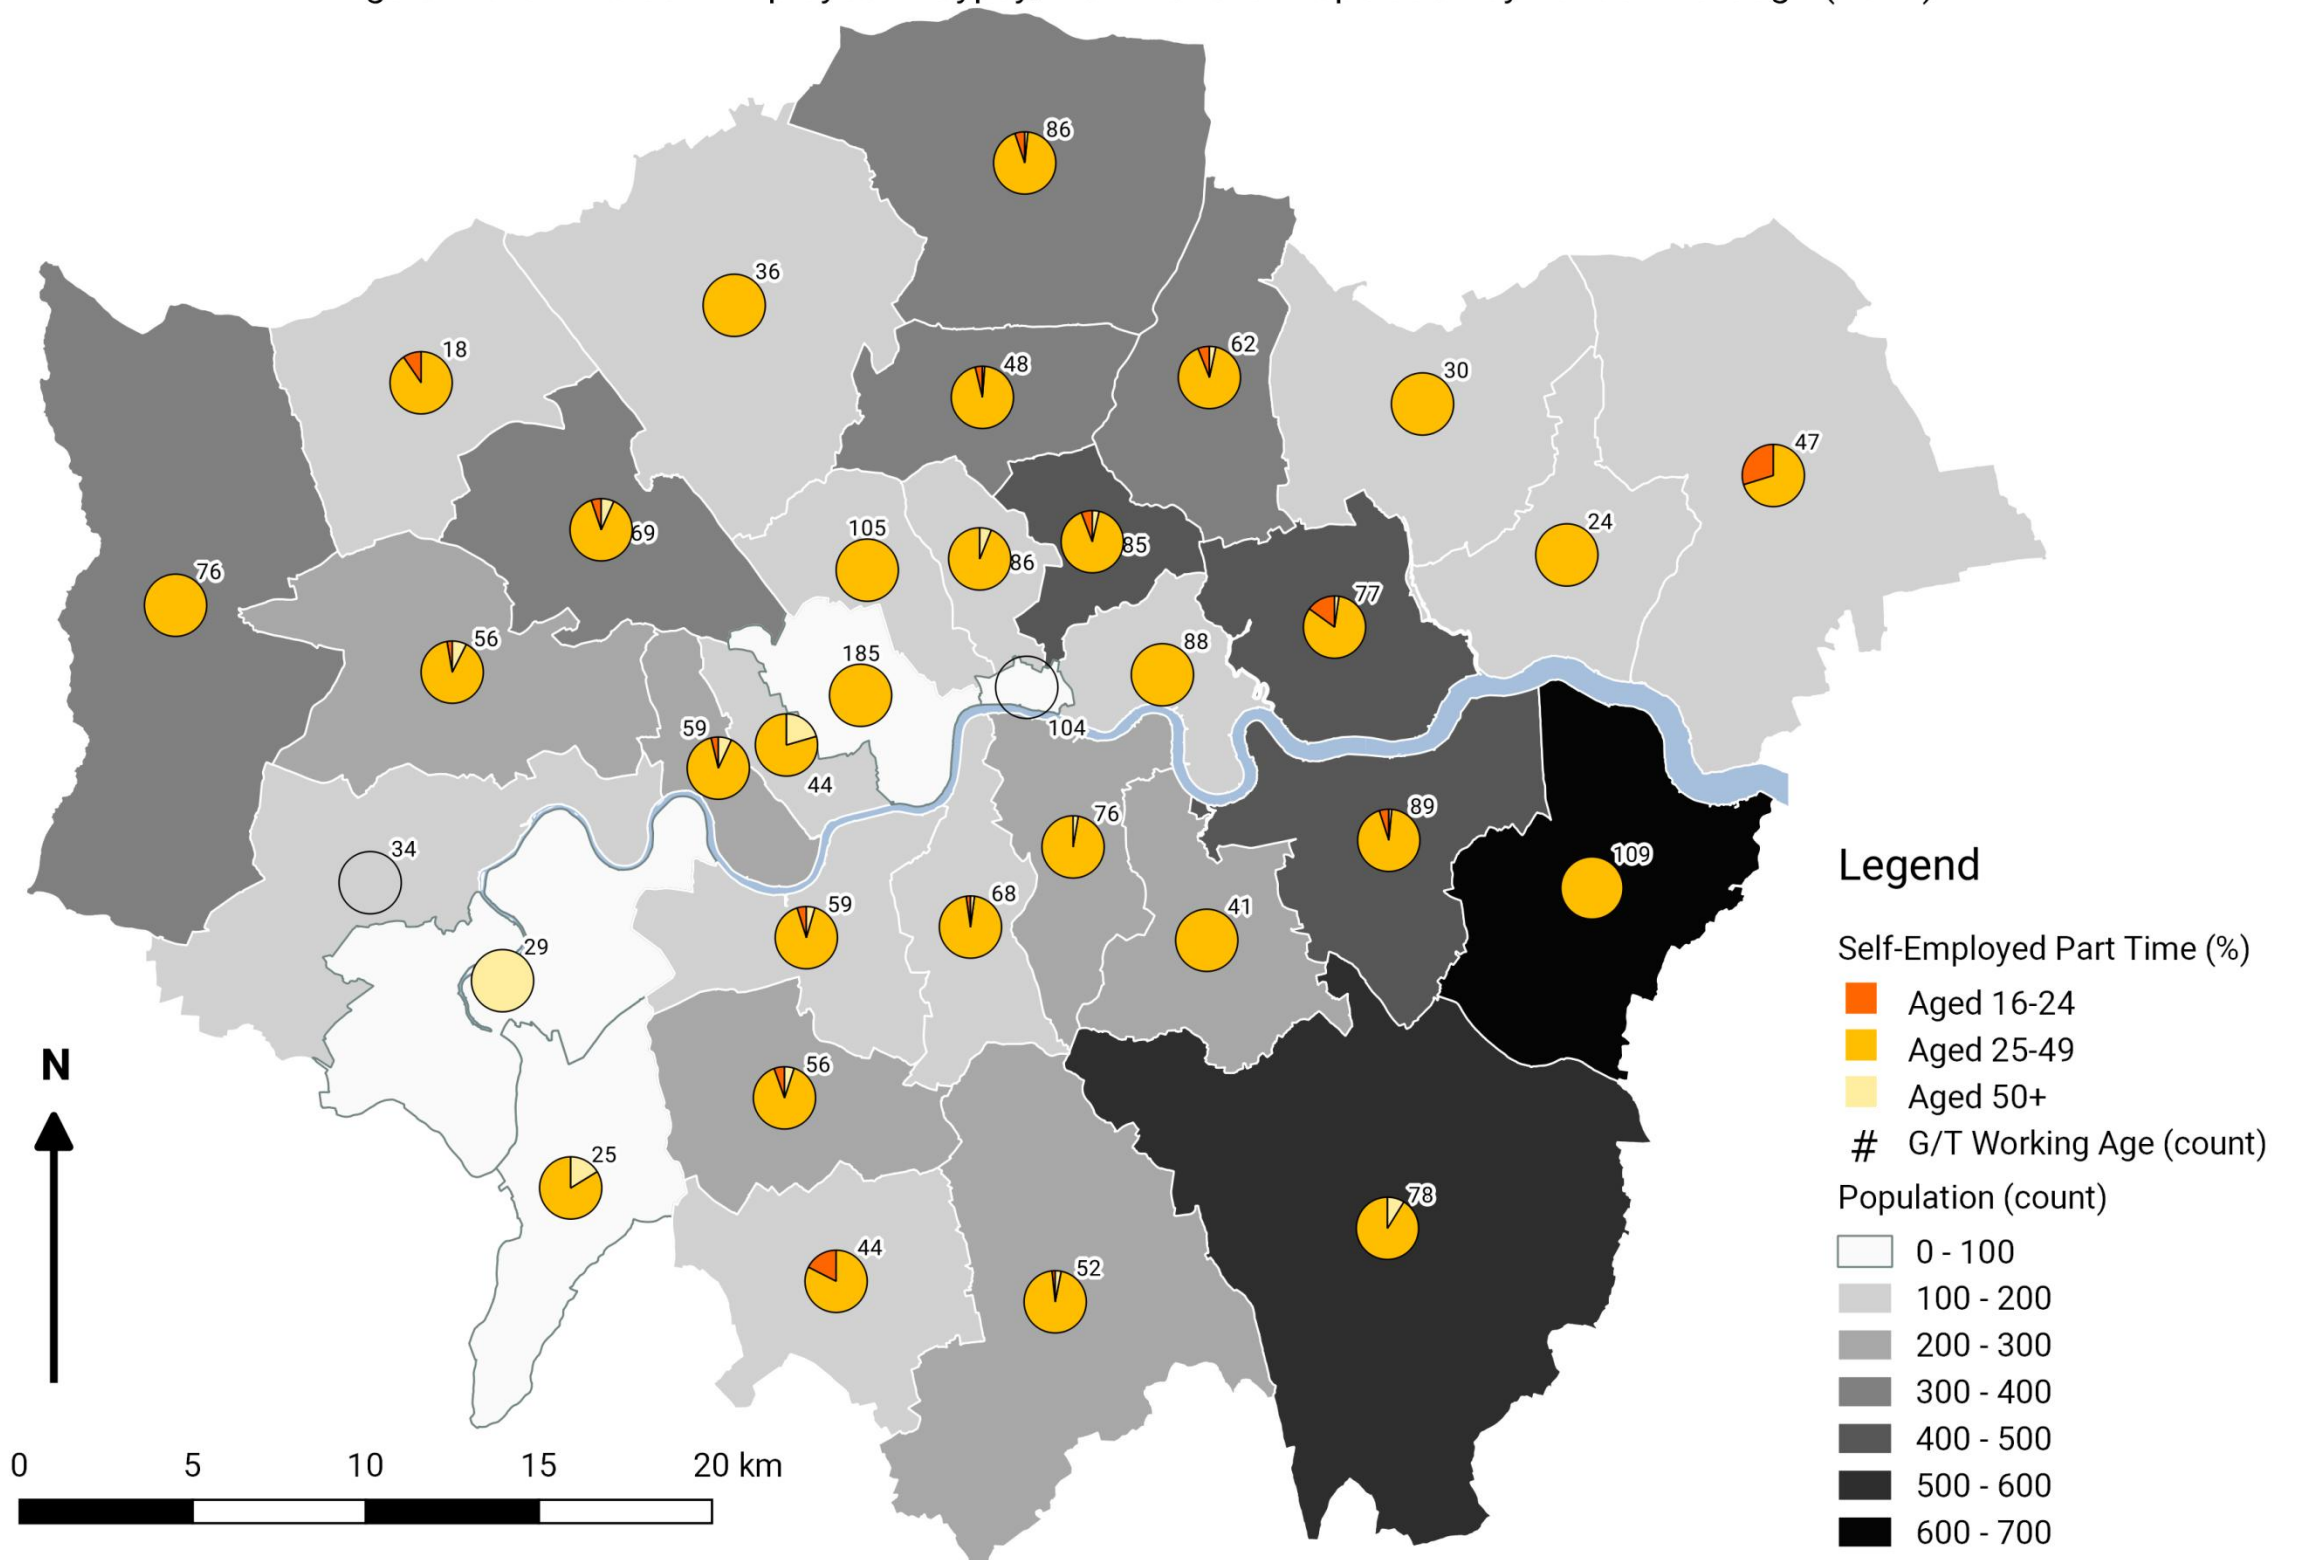 86
36
18
62
48
30
47
69
105
86
85
24
76
77
56
88
185
104
59
44
76
89
34
109
59
68
41
29
56
25
44
52
78
N
0 5 10 15 20 km
Legend
Self-Employed Part Time (%)
Aged 16-24
Aged 25-49
Aged 50+
# G/T Working Age (count)
Population (count)
0 - 100
100 - 200
200 - 300
300 - 400
400 - 500
500 - 600
600 - 700